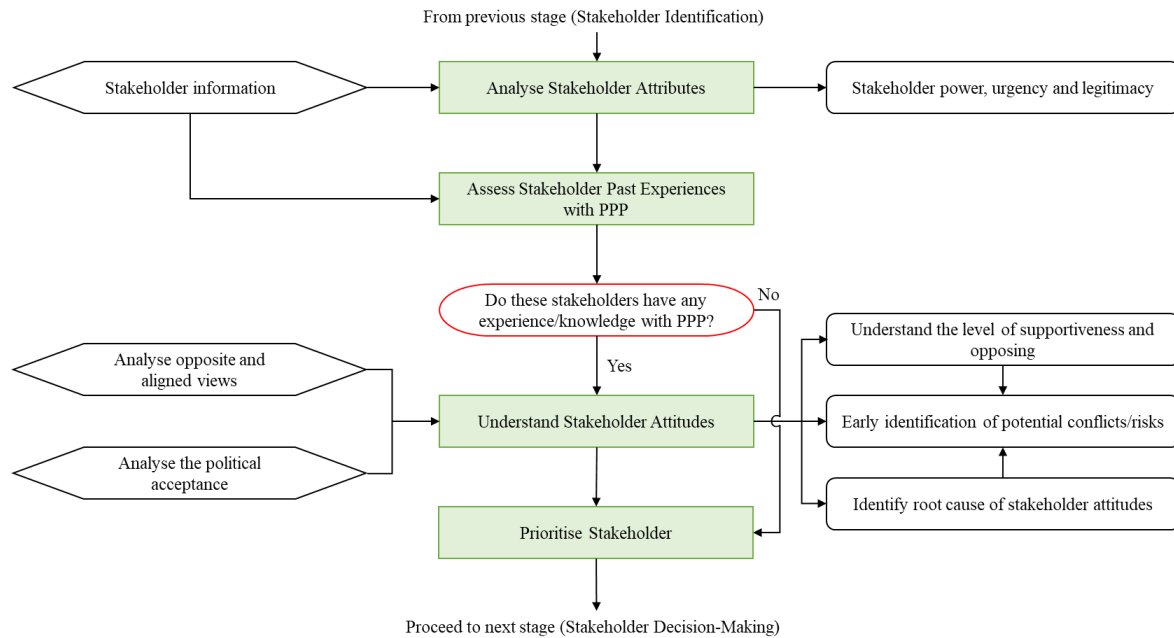 From previous stage (Stakeholder Identification)
Stakeholder information
Analyse Stakeholder Attributes
Stakeholder power, urgency and legitimacy
Assess Stakeholder Past Experiences
with PPP
Do these stakeholders have any
experience/knowledge with PPP?
No
Yes
Analyse opposite and
aligned views
Understand the level of supportiveness and
opposing
Understand Stakeholder Attitudes
Early identification of potential conflicts/risks
Analyse the political
acceptance
Identify root cause of stakeholder attitudes
Prioritise Stakeholder
Proceed to next stage (Stakeholder Decision-Making)